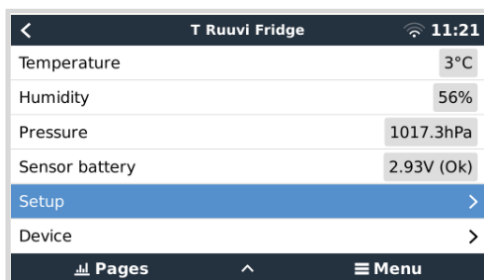 T Ruuvi Fridge 11:21
Temperature 3°C
Humidity 56%
Pressure 1017.3hPa
Sensor battery 2.93V (Ok)
Setup
Device
Pages Menu